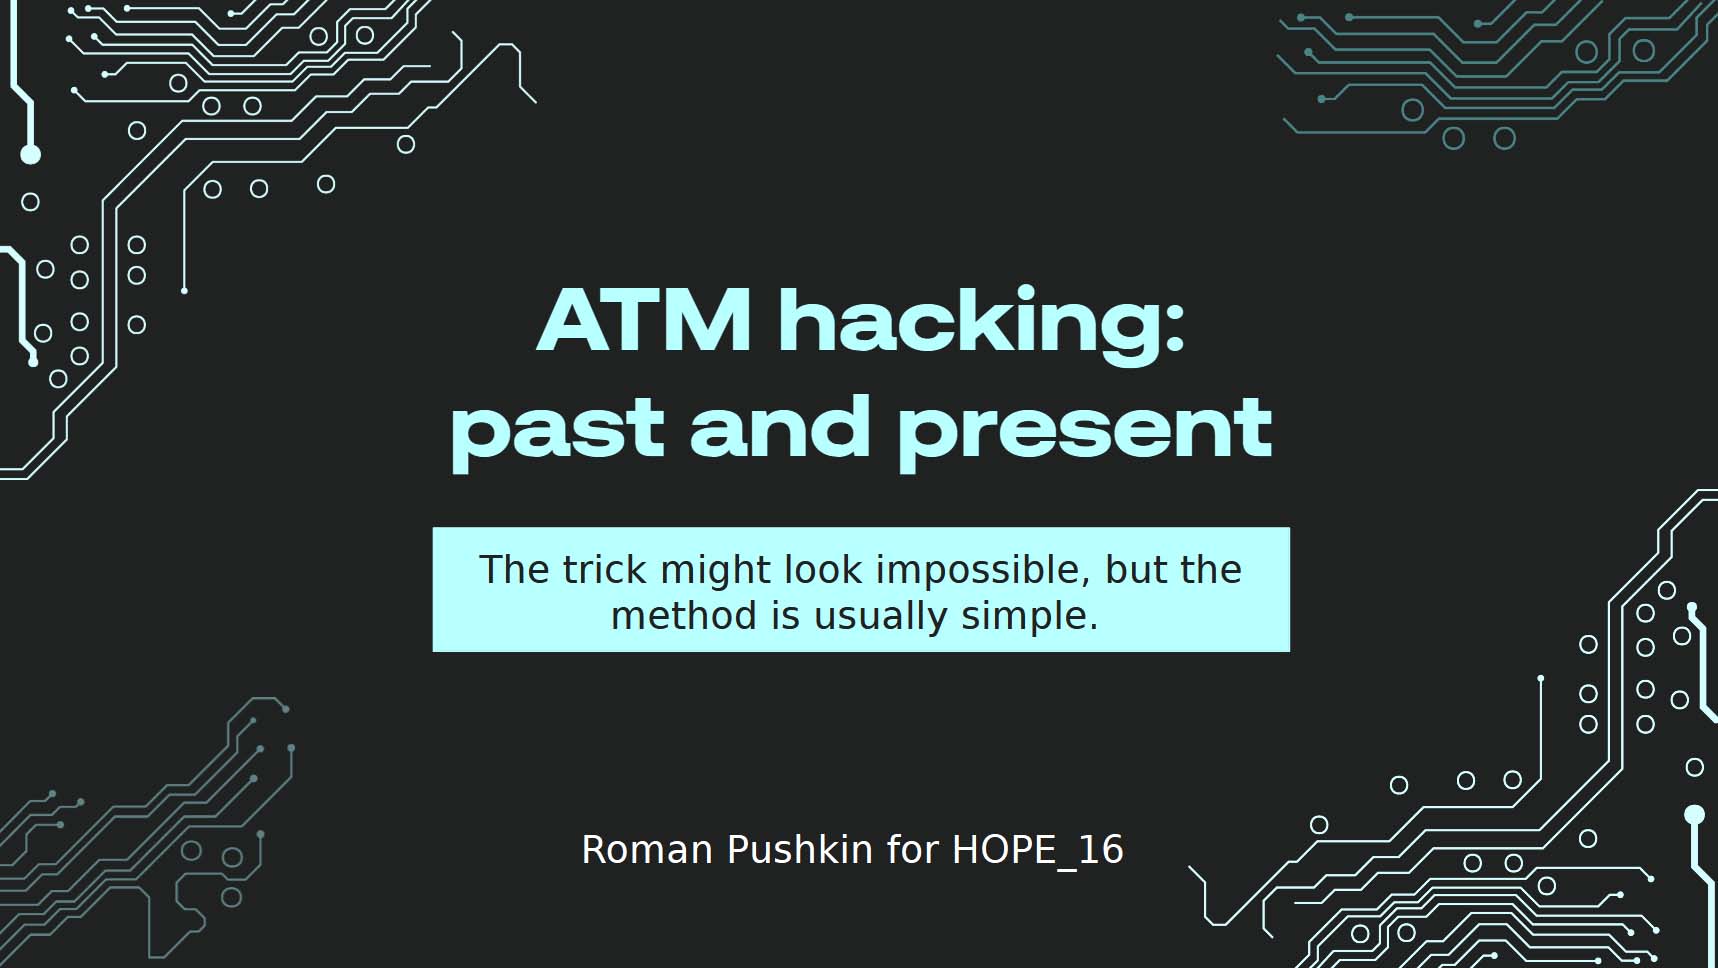 ATM hacking:
past and present
The trick might look impossible, but the
method is usually simple.
Roman Pushkin for HOPE_16